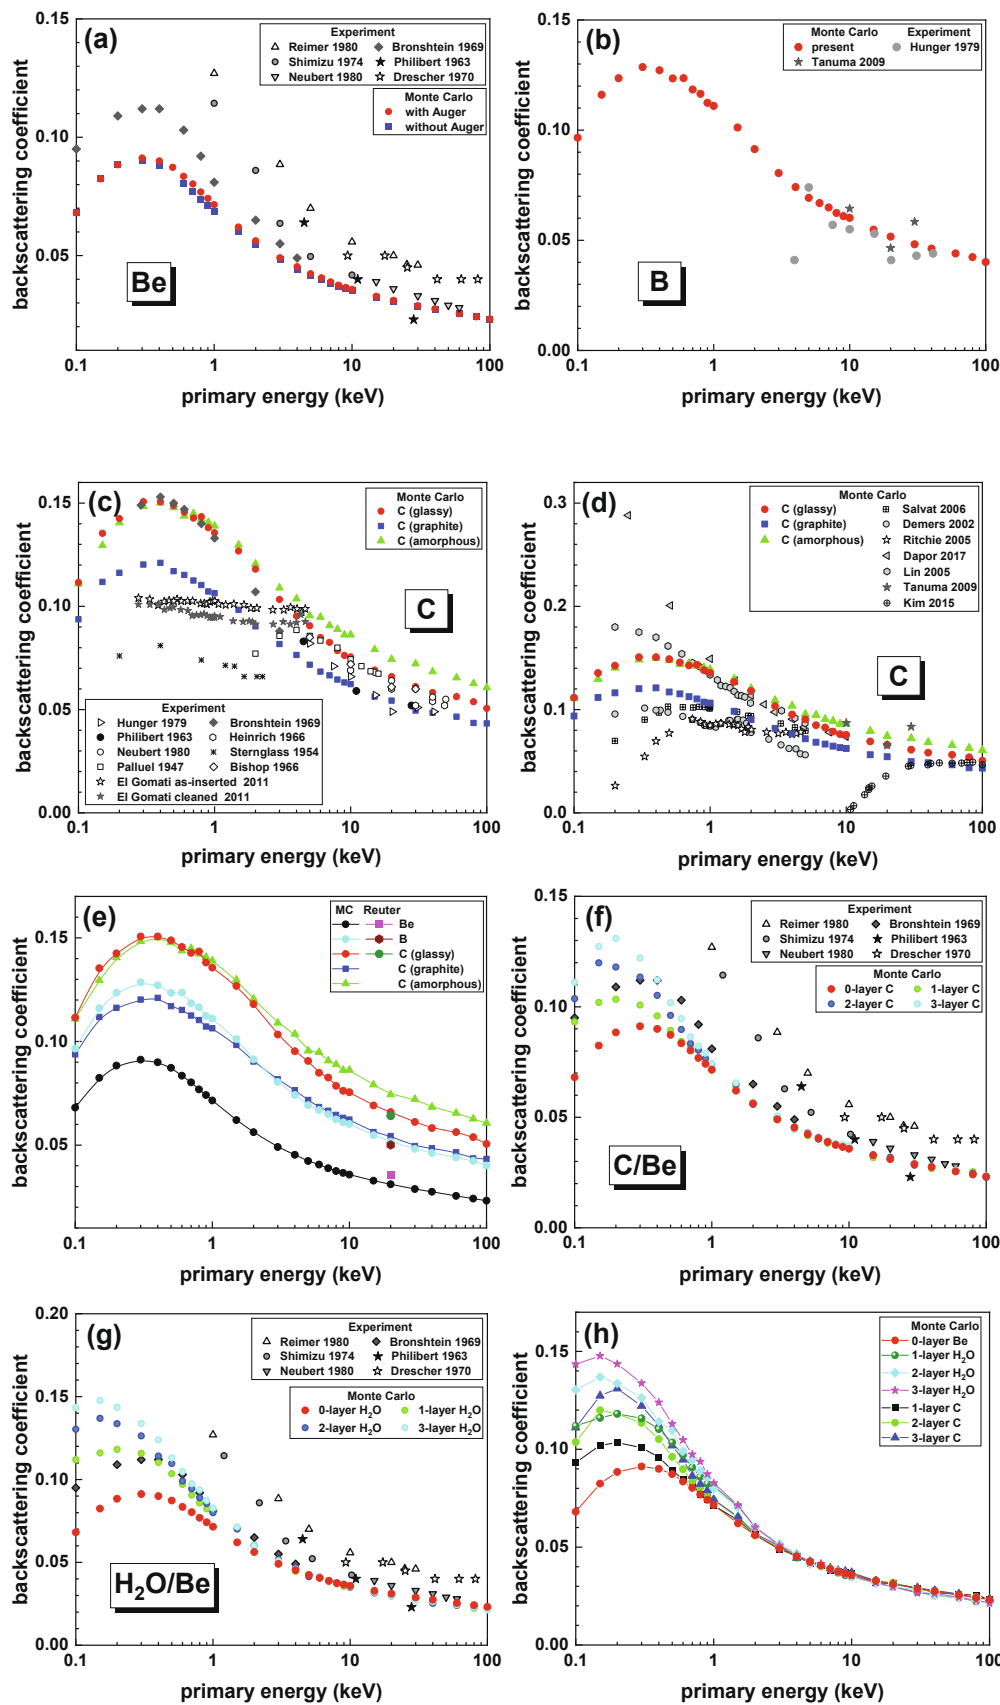 (a)
Experiment
Reimer 1980 Bronshtein 1969
Shimizu 1974 Philibert 1963
Neubert 1980 Drescher 1970
Monte Carlo
with Auger
without Auger
Be
backscattering coefficient
0.15
0.10
0.05
0.1 1 10 100
primary energy (keV)
(b)
Monte Carlo Experiment
present Hunger 1979
Tanuma 2009
B
backscattering coefficient
0.15
0.10
0.05
0.00
0.1 1 10 100
primary energy (keV)
(c)
Monte Carlo
C (glassy)
C (graphite)
C (amorphous)
C
Experiment
Hunger 1979 Bronshtein 1969
Philibert 1963 Heinrich 1966
Neubert 1980 Sternglass 1954
Palluel 1947 Bishop 1966
El Gomati as-inserted 2011
El Gomati cleaned 2011
backscattering coefficient
0.15
0.10
0.05
0.00
0.1 1 10 100
primary energy (keV)
(d)
Monte Carlo
C (glassy) Salvat 2006
C (graphite) Demers 2002
C (amorphous) Ritchie 2005
Dapor 2017
Lin 2005
Tanuma 2009
Kim 2015
C
backscattering coefficient
0.3
0.2
0.1
0.0
0.1 1 10 100
primary energy (keV)
(e)
MC Reuter
Be
B
C (glassy)
C (graphite)
C (amorphous)
backscattering coefficient
0.15
0.10
0.05
0.1 1 10 100
primary energy (keV)
(f)
Experiment
Reimer 1980 Bronshtein 1969
Shimizu 1974 Philibert 1963
Neubert 1980 Drescher 1970
Monte Carlo
0-layer C 1-layer C
2-layer C 3-layer C
C/Be
backscattering coefficient
0.15
0.10
0.05
0.00
0.1 1 10 100
primary energy (keV)
(g)
Experiment
Reimer 1980 Bronshtein 1969
Shimizu 1974 Philibert 1963
Neubert 1980 Drescher 1970
Monte Carlo
0-layer H₂O 1-layer H₂O
2-layer H₂O 3-layer H₂O
H₂O/Be
backscattering coefficient
0.20
0.15
0.10
0.05
0.00
0.1 1 10 100
primary energy (keV)
(h)
Monte Carlo
0-layer Be
1-layer H₂O
2-layer H₂O
3-layer H₂O
1-layer C
2-layer C
3-layer C
backscattering coefficient
0.15
0.10
0.05
0.00
0.1 1 10 100
primary energy (keV)